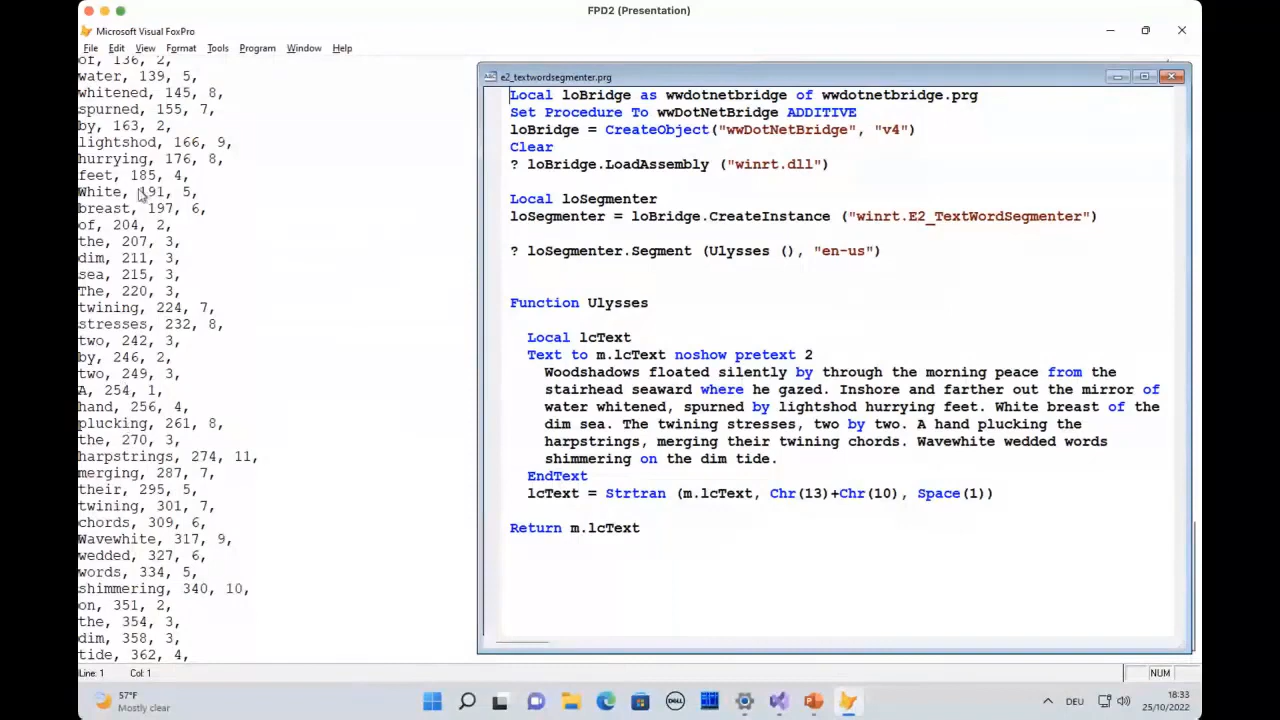 FPD2 (Presentation)
Microsoft Visual FoxPro
File Edit View Format Tools Program Window Help
of, 136, 2,
water, 139, 5,
whitened, 145, 8,
spurned, 155, 7,
by, 163, 2,
lightshod, 166, 9,
hurrying, 176, 8,
feet, 185, 4,
White, 191, 5,
breast, 197, 6,
of, 204, 2,
the, 207, 3,
dim, 211, 3,
sea, 215, 3,
The, 220, 3,
twining, 224, 7,
stresses, 232, 8,
two, 242, 3,
by, 246, 2,
two, 249, 3,
A, 254, 1,
hand, 256, 4,
plucking, 261, 8,
the, 270, 3,
harpstrings, 274, 11,
merging, 287, 7,
their, 295, 5,
twining, 301, 7,
chords, 309, 6,
Wavewhite, 317, 9,
wedded, 327, 6,
words, 334, 5,
shimmering, 340, 10,
on, 351, 2,
the, 354, 3,
dim, 358, 3,
tide, 362, 4,
e2_textwordsegmenter.prg
Local loBridge as wwdotnetbridge of wwdotnetbridge.prg
Set Procedure To wwDotNetBridge ADDITIVE
loBridge = CreateObject("wwDotNetBridge", "v4")
Clear
? loBridge.LoadAssembly ("winrt.dll")
Local loSegmenter
loSegmenter = loBridge.CreateInstance ("winrt.E2_TextWordSegmenter")
? loSegmenter.Segment (Ulysses (), "en-us")
Function Ulysses
Local lcText
Text to m.lcText noshow pretext 2
Woodshadows floated silently by through the morning peace from the
stairhead seaward where he gazed. Inshore and farther out the mirror of
water whitened, spurned by lightshod hurrying feet. White breast of the
dim sea. The twining stresses, two by two. A hand plucking the
harpstrings, merging their twining chords. Wavewhite wedded words
shimmering on the dim tide.
EndText
lcText = Strtran (m.lcText, Chr(13)+Chr(10), Space(1))
Return m.lcText
Line: 1 Col: 1 NUM
57°F
Mostly clear
DELL
DEU
18:33
25/10/2022